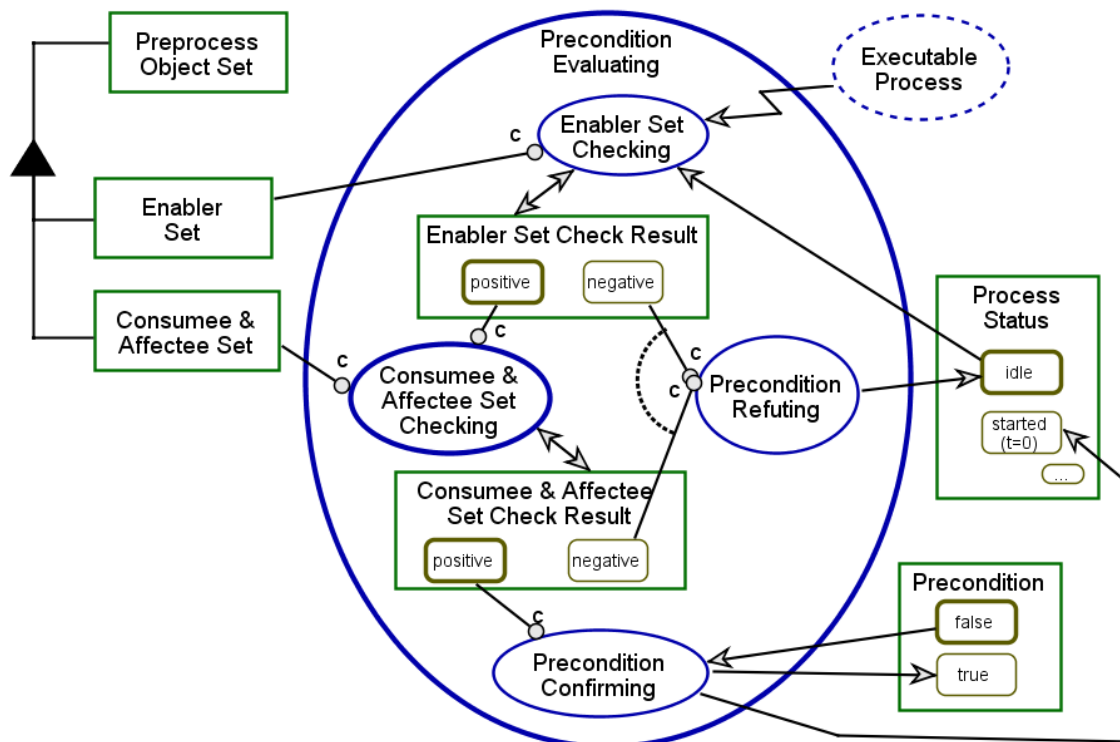 Preprocess
Object Set
Precondition
Evaluating
Executable
Process
c
Enabler Set
Checking
Enabler
Set
Enabler Set Check Result
positive
negative
Process
Status
idle
started
(t=0)
...
Consumee &
Affectee Set
c
c
c
c
Consumee &
Affectee Set
Checking
Precondition
Refuting
Consumee & Affectee
Set Check Result
positive
negative
c
Precondition
false
true
Precondition
Confirming